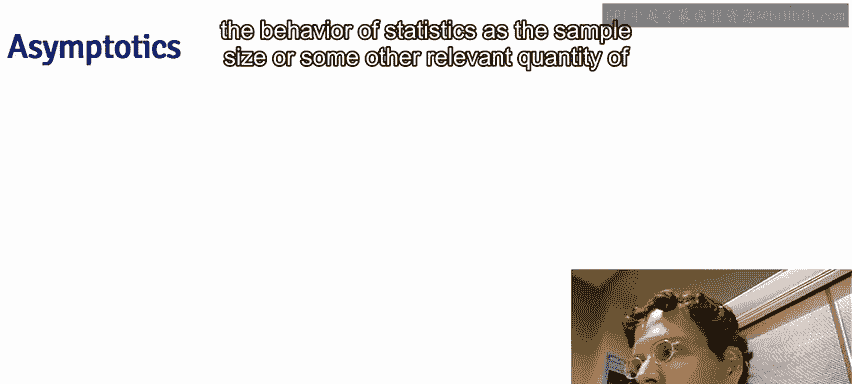 Asymptotics
the behavior of statistics as the sample
size or some other relevant quantity of